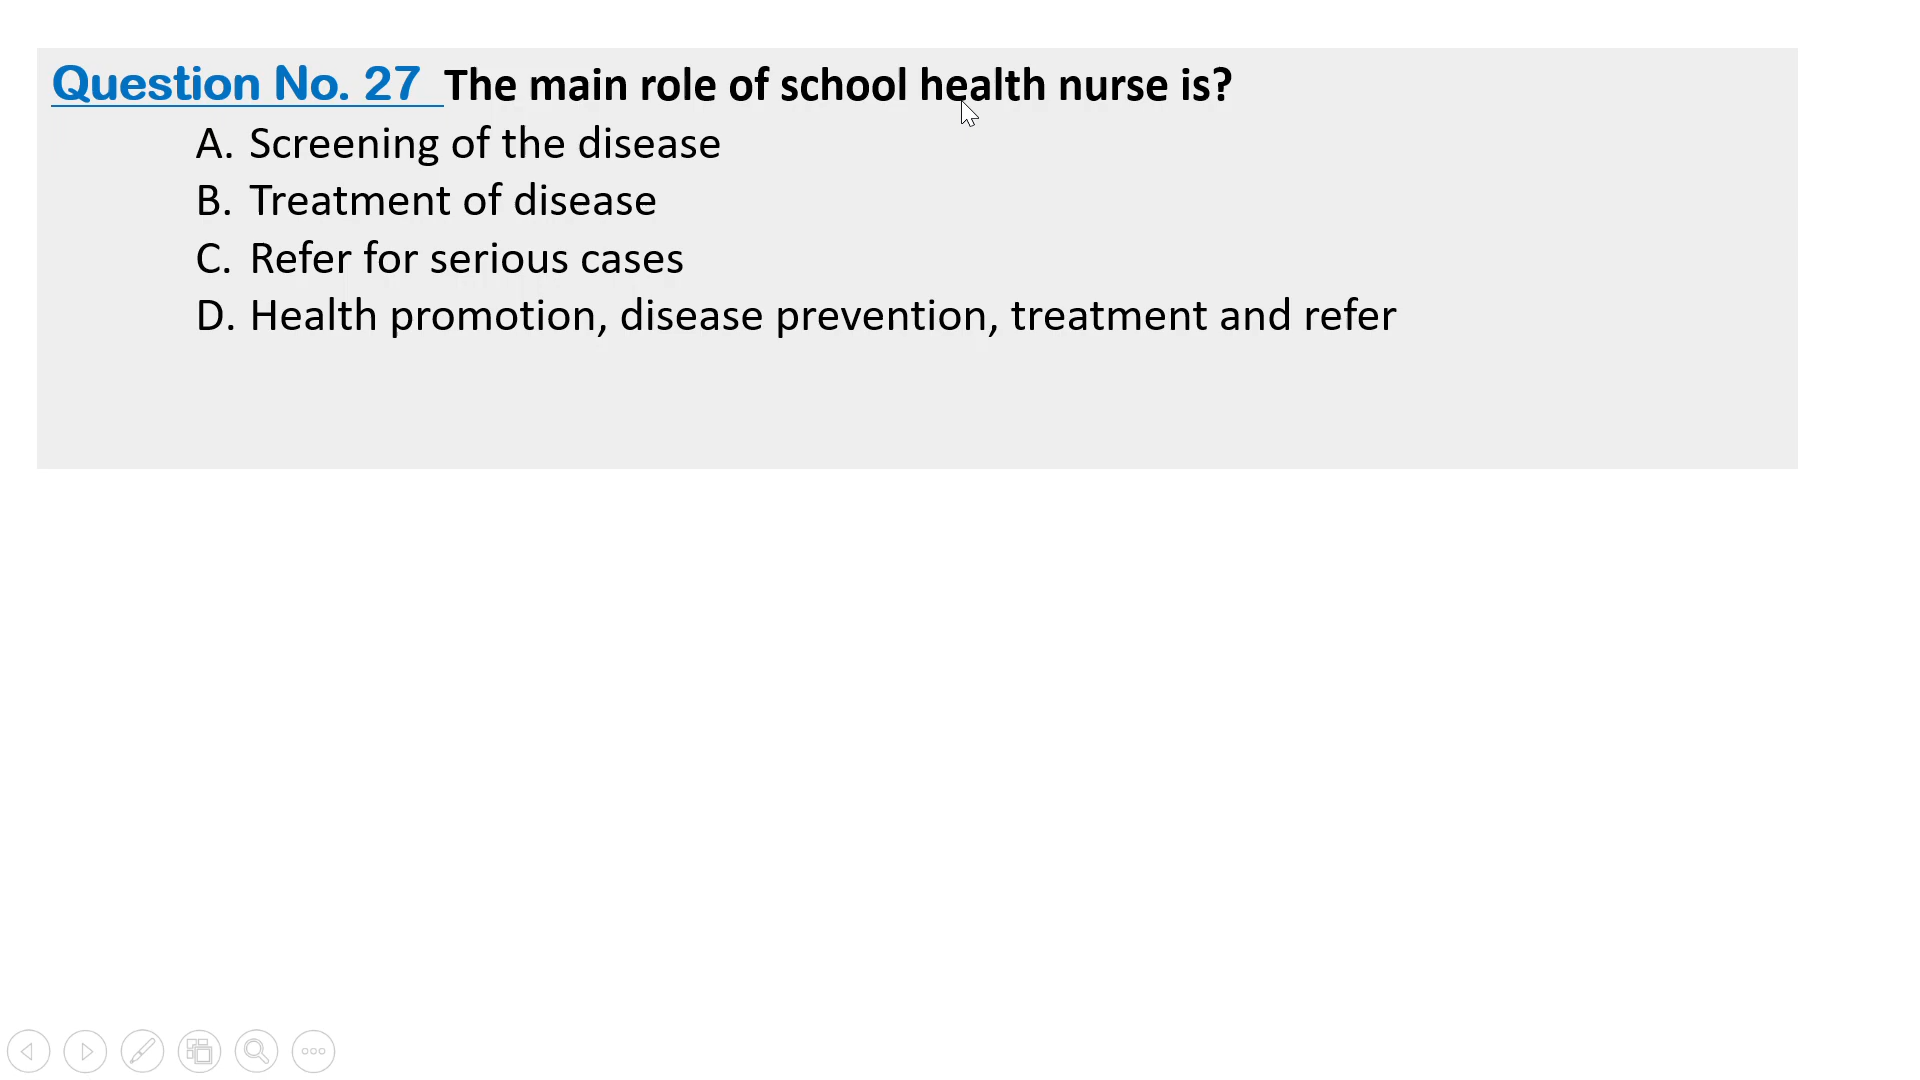 Question No. 27 The main role of school health nurse is?
A. Screening of the disease
B. Treatment of disease
C. Refer for serious cases
D. Health promotion, disease prevention, treatment and refer